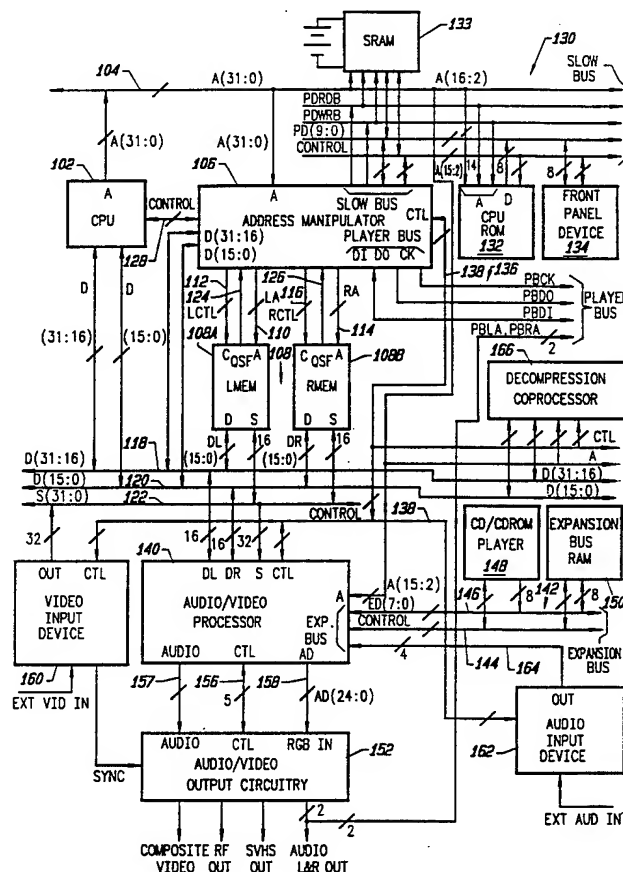 133
SRAM
130
SLOW BUS
104
A(31:0)
A(16:2)
PDRDB
PDWRB
PD(9:0)
CONTROL
A(31:0)
A(31:0)
A(15:2)
14
8
8
102
106
A
CPU
CONTROL
128
A
SLOW BUS
CTL
ADDRESS MANIPULATOR
D(31:16)
PLAYER BUS
D(15:0)
DI DO CK
A D
CPU
ROM
132
FRONT
PANEL
DEVICE
134
D
D
112
124
LCTL
LA
110
126
116
RCTL
RA
114
138
136
PBCK
PBDO
PBDI
PBLA, PBRA
2
PLAYER
BUS
(31:16)
(15:0)
108A
C QSF A
LMEM
D S
108
108B
C QSF A
RMEM
D S
166
DECOMPRESSION
COPROCESSOR
118
DL
(15:0)
16
DR
(15:0)
16
CTL
A
D(31:16)
D(15:0)
D(31:16)
120
D(15:0)
S(31:0)
122
CONTROL
138
32
16
16
32
140
OUT CTL
VIDEO
INPUT
DEVICE
160
EXT VID IN
DL DR S CTL
A
AUDIO/VIDEO
PROCESSOR
EXP.
BUS
AUDIO CTL AD
A(15:2)
CD/CDROM
PLAYER
148
EXPANSION
BUS
RAM
150
146
8
142
8
ED(7:0)
CONTROL
144
4
164
EXPANSION
BUS
157
156
5
158
AD(24:0)
OUT
AUDIO
INPUT
DEVICE
162
SYNC
AUDIO CTL RGB IN
AUDIO/VIDEO
OUTPUT CIRCUITRY
152
2
2
EXT AUD INT
COMPOSITE
VIDEO
RF
OUT
SVHS
OUT
AUDIO
L&R OUT